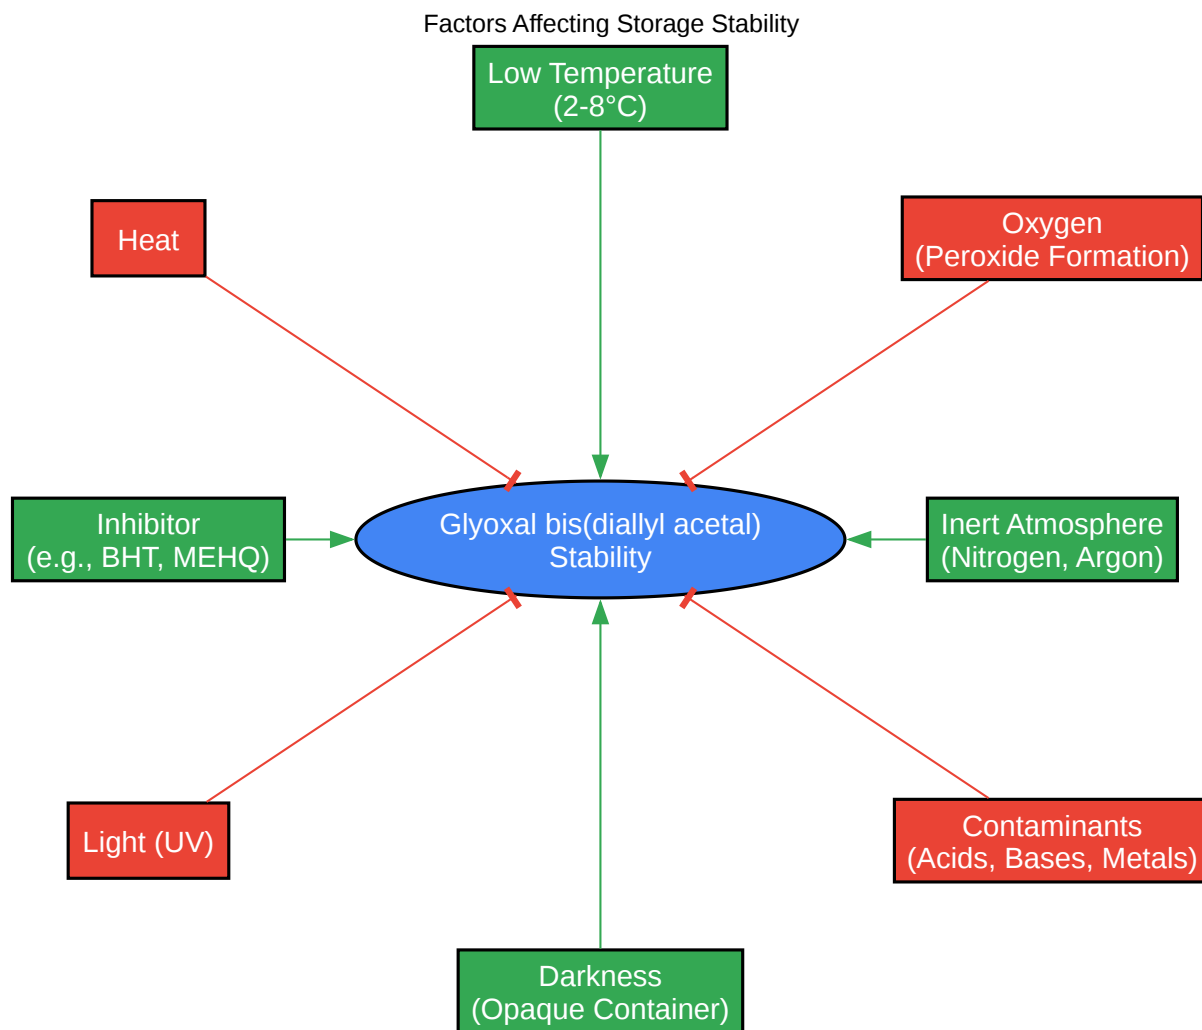 Factors Affecting Storage Stability
Low Temperature
(2-8°C)
Heat
Oxygen
(Peroxide Formation)
Inhibitor
(e.g., BHT, MEHQ)
Glyoxal bis(diallyl acetal)
Stability
Inert Atmosphere
(Nitrogen, Argon)
Light (UV)
Contaminants
(Acids, Bases, Metals)
Darkness
(Opaque Container)